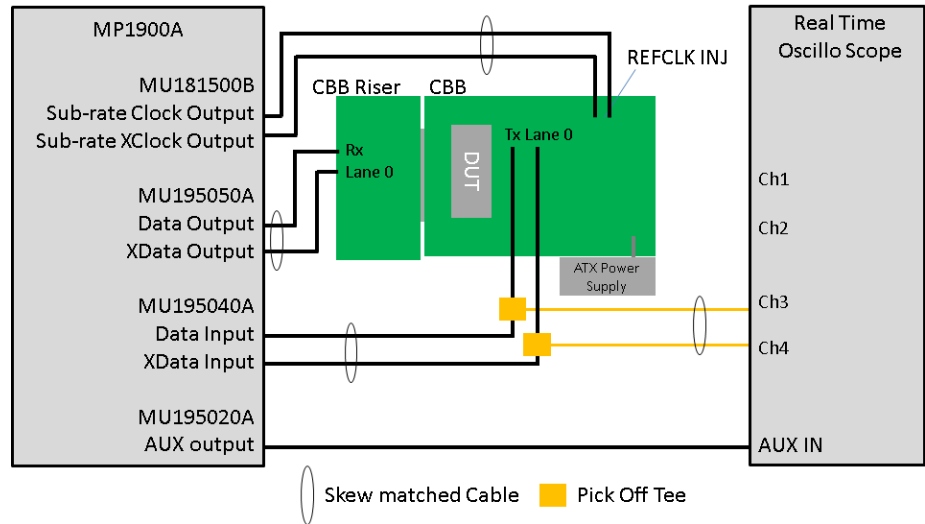 MP1900A
MU181500B
Sub-rate Clock Output
Sub-rate XClock Output
MU195050A
Data Output
XData Output
MU195040A
Data Input
XData Input
MU195020A
AUX output
CBB Riser
CBB
REFCLK INJ
Rx
Lane 0
Tx Lane 0
DUT
ATX Power
Supply
Real Time
Oscillo Scope
Ch1
Ch2
Ch3
Ch4
AUX IN
Skew matched Cable
Pick Off Tee